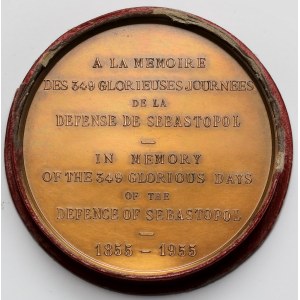 A LA MEMOIRE
DES 349 GLORIEUSES JOURNÉES
DE LA
DEFENSE DE SEBASTOPOL
—
IN MEMORY
OF THE 349 GLORIOUS DAYS
OF THE
DEFENCE OF SEBASTOPOL
—
1855 – 1955